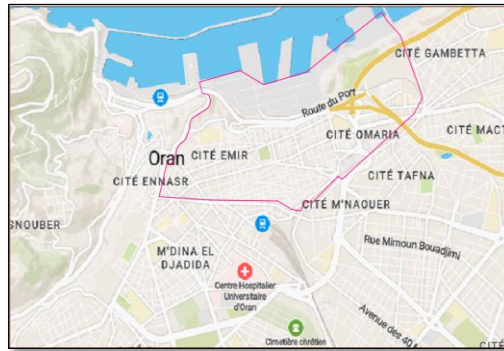 CITÉ GAMBETTA
Route du Port
CITÉ OMARIA
CITÉ MACT
Oran
CITÉ EMIR
CITÉ ENNASR
CITÉ TAFNA
CITÉ M'NAOUER
SNOUBER
M'DINA EL
DJADIDA
Rue Mimoun Bouadjimi
Centre Hospitalier
Universitaire
d'Oran
Avenue des 40 M
Cimetière chrétien
CITÉ